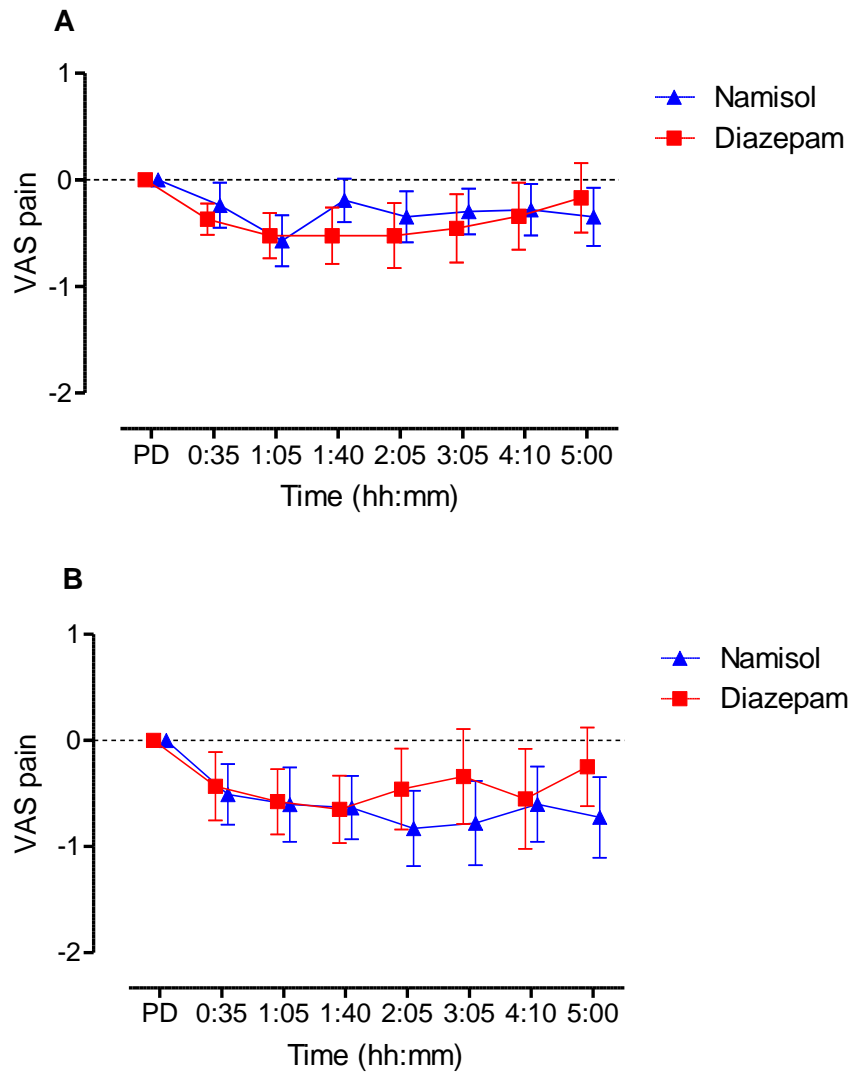 A
1
0
-1
-2
VAS pain
Namisol
Diazepam
PD 0:35 1:05 1:40 2:05 3:05 4:10 5:00
Time (hh:mm)
B
1
0
-1
-2
VAS pain
Namisol
Diazepam
PD 0:35 1:05 1:40 2:05 3:05 4:10 5:00
Time (hh:mm)